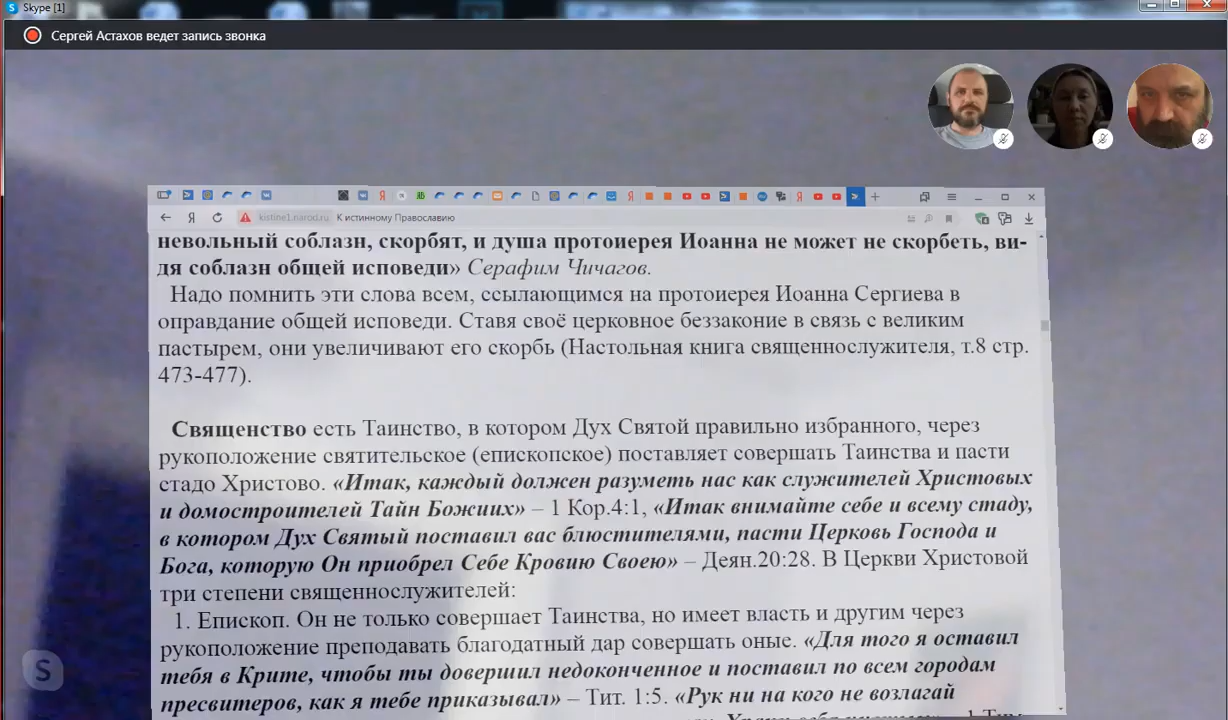 Skype [1]
Сергей Астахов ведет запись звонка
kistine1.narod.ru К истинному Православию
невольный соблазн, скорбят, и душа протоиерея Иоанна не может не скорбеть, ви-
дя соблазн общей исповеди» Серафим Чичагов.
Надо помнить эти слова всем, ссылающимся на протоиерея Иоанна Сергиева в
оправдание общей исповеди. Ставя своё церковное беззаконие в связь с великим
пастырем, они увеличивают его скорбь (Настольная книга священнослужителя, т.8 стр.
473-477).
Священство есть Таинство, в котором Дух Святой правильно избранного, через
рукоположение святительское (епископское) поставляет совершать Таинства и пасти
стадо Христово. «Итак, каждый должен разуметь нас как служителей Христовых
и домостроителей Тайн Божиих» – 1 Кор.4:1, «Итак внимайте себе и всему стаду,
в котором Дух Святый поставил вас блюстителями, пасти Церковь Господа и
Бога, которую Он приобрел Себе Кровию Своею» – Деян.20:28. В Церкви Христовой
три степени священнослужителей:
1. Епископ. Он не только совершает Таинства, но имеет власть и другим через
рукоположение преподавать благодатный дар совершать оные. «Для того я оставил
тебя в Крите, чтобы ты довершил недоконченное и поставил по всем городам
пресвитеров, как я тебе приказывал» – Тит. 1:5. «Рук ни на кого не возлагай